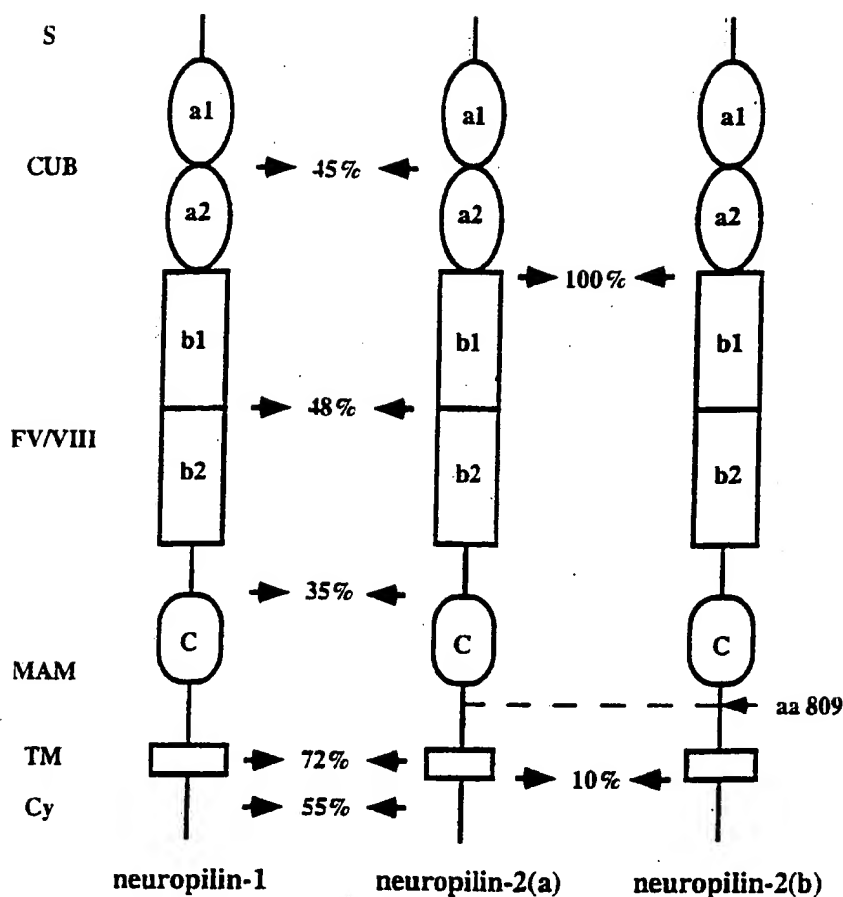 S
a1 a1 a1
CUB 45%
a2 a2 a2
100%
b1 b1 b1
48%
FV/VIII
b2 b2 b2
35%
C C C
MAM
aa 809
TM 72% 10%
Cy 55%
neuropilin-1 neuropilin-2(a) neuropilin-2(b)